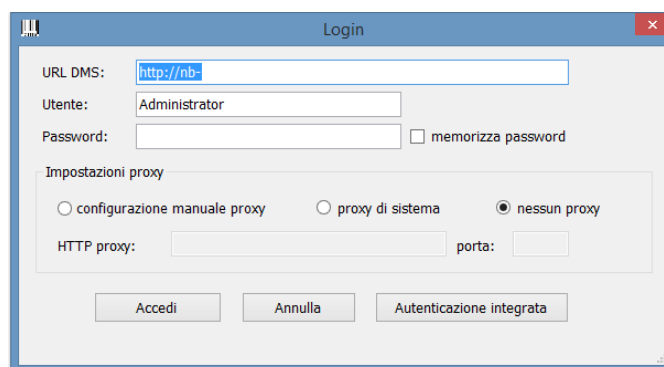 Login
URL DMS: http://nb-
Utente: Administrator
Password: memorizza password
Impostazioni proxy
configurazione manuale proxy proxy di sistema nessun proxy
HTTP proxy: porta:
Accedi Annulla Autenticazione integrata